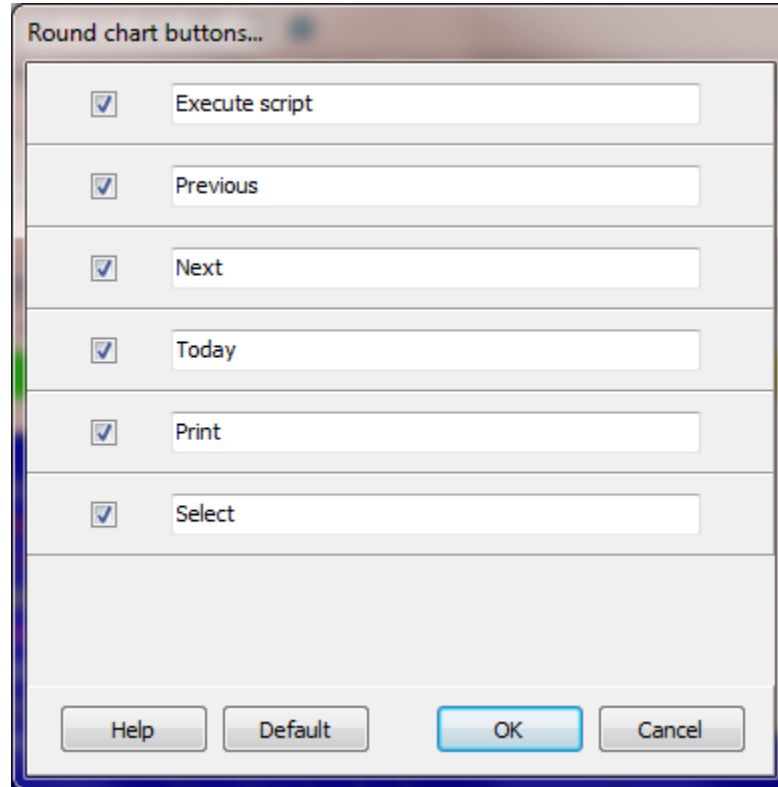 Round chart buttons...
Execute script
Previous
Next
Today
Print
Select
Help Default OK Cancel